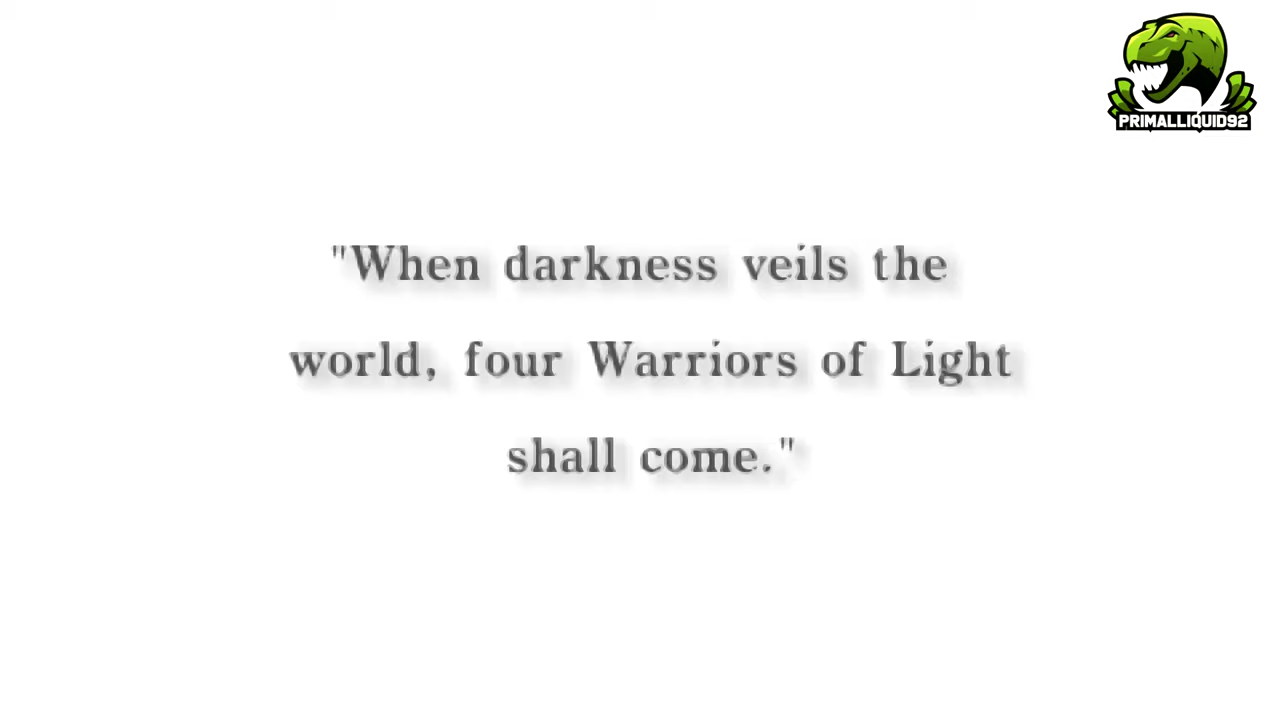 PRIMALLIQUID92
"When darkness veils the
world, four Warriors of Light
shall come."